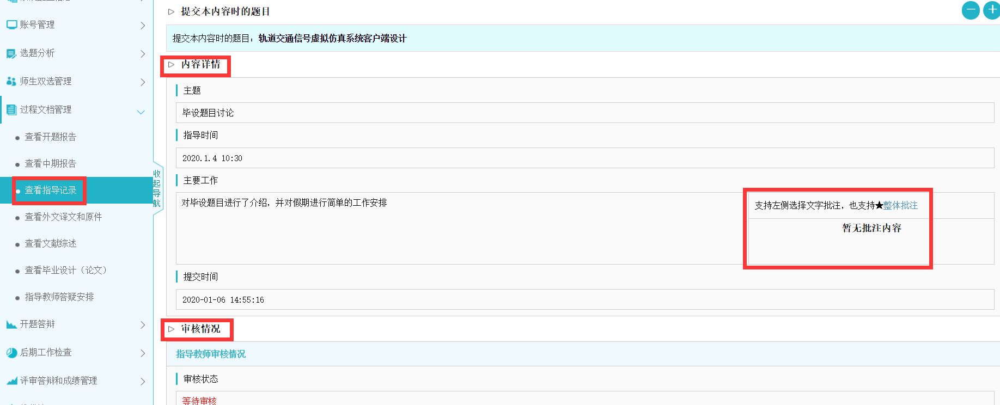 账号管理
选题分析
师生双选管理
过程文档管理
查看开题报告
查看中期报告
查看指导记录
查看外文译文和原件
查看文献综述
查看毕业设计（论文）
指导教师答疑安排
开题答辩
后期工作检查
评审答辩和成绩管理
收起导航
提交本内容时的题目
提交本内容时的题目：轨道交通信号虚拟仿真系统客户端设计
内容详情
主题
毕设题目讨论
指导时间
2020.1.4 10:30
主要工作
对毕设题目进行了介绍，并对假期进行简单的工作安排
支持左侧选择文字批注，也支持★整体批注
暂无批注内容
提交时间
2020-01-06 14:55:16
审核情况
指导教师审核情况
审核状态
等待审核